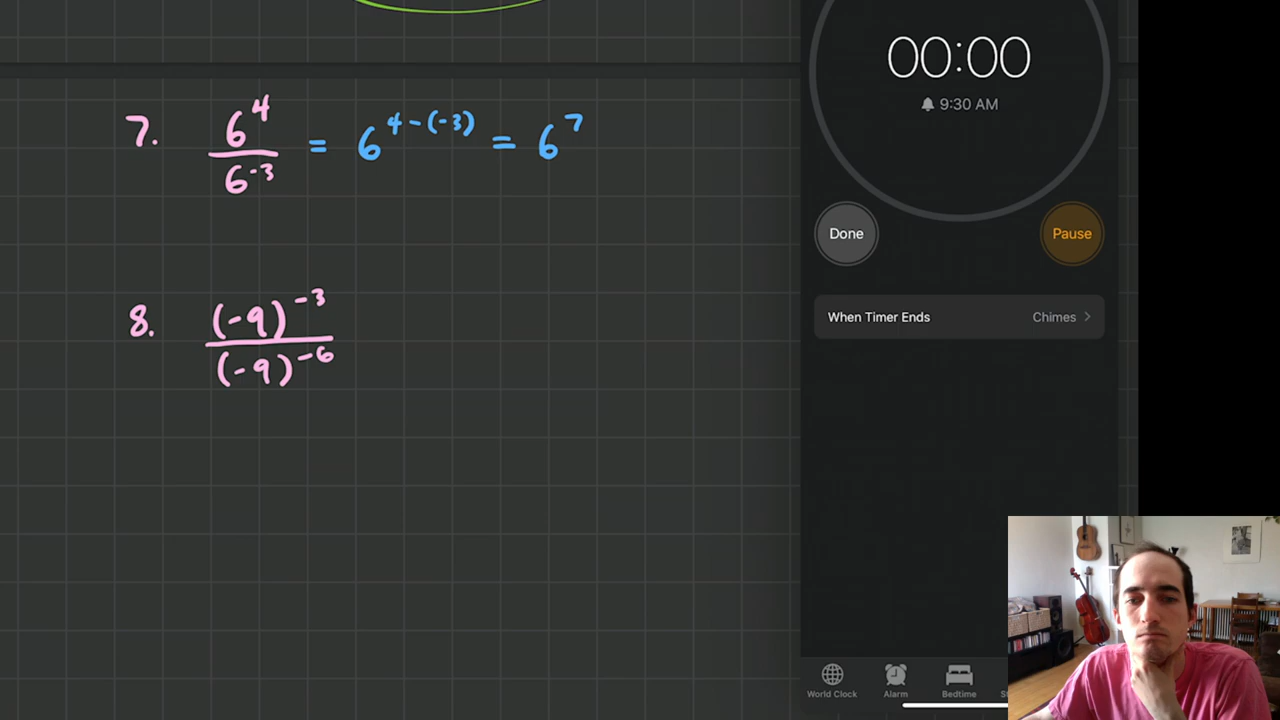 7. 6^4 / 6^-3 = 6^4-(-3) = 6^7
8. (-9)^-3 / (-9)^-6
00:00
9:30 AM
Done
Pause
When Timer Ends
Chimes
World Clock
Alarm
Bedtime